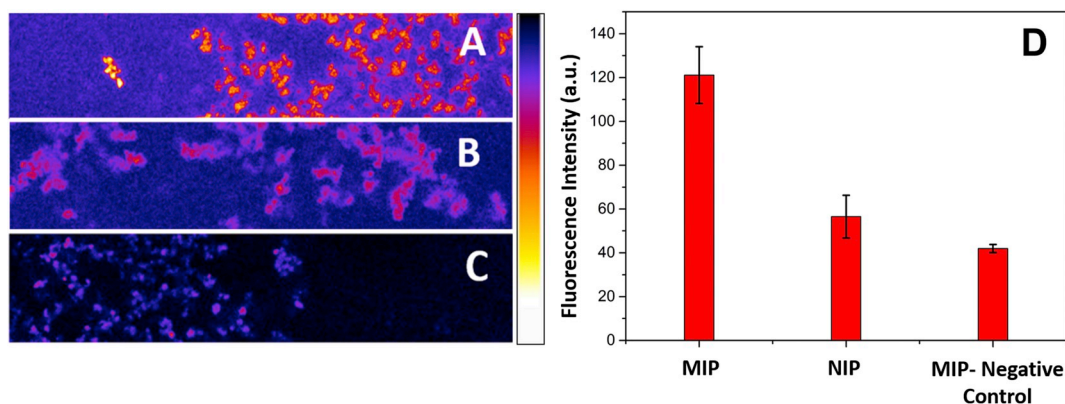 A
B
C
D
Fluorescence Intensity (a.u.)
140
120
100
80
60
40
20
0
MIP
NIP
MIP- Negative
Control